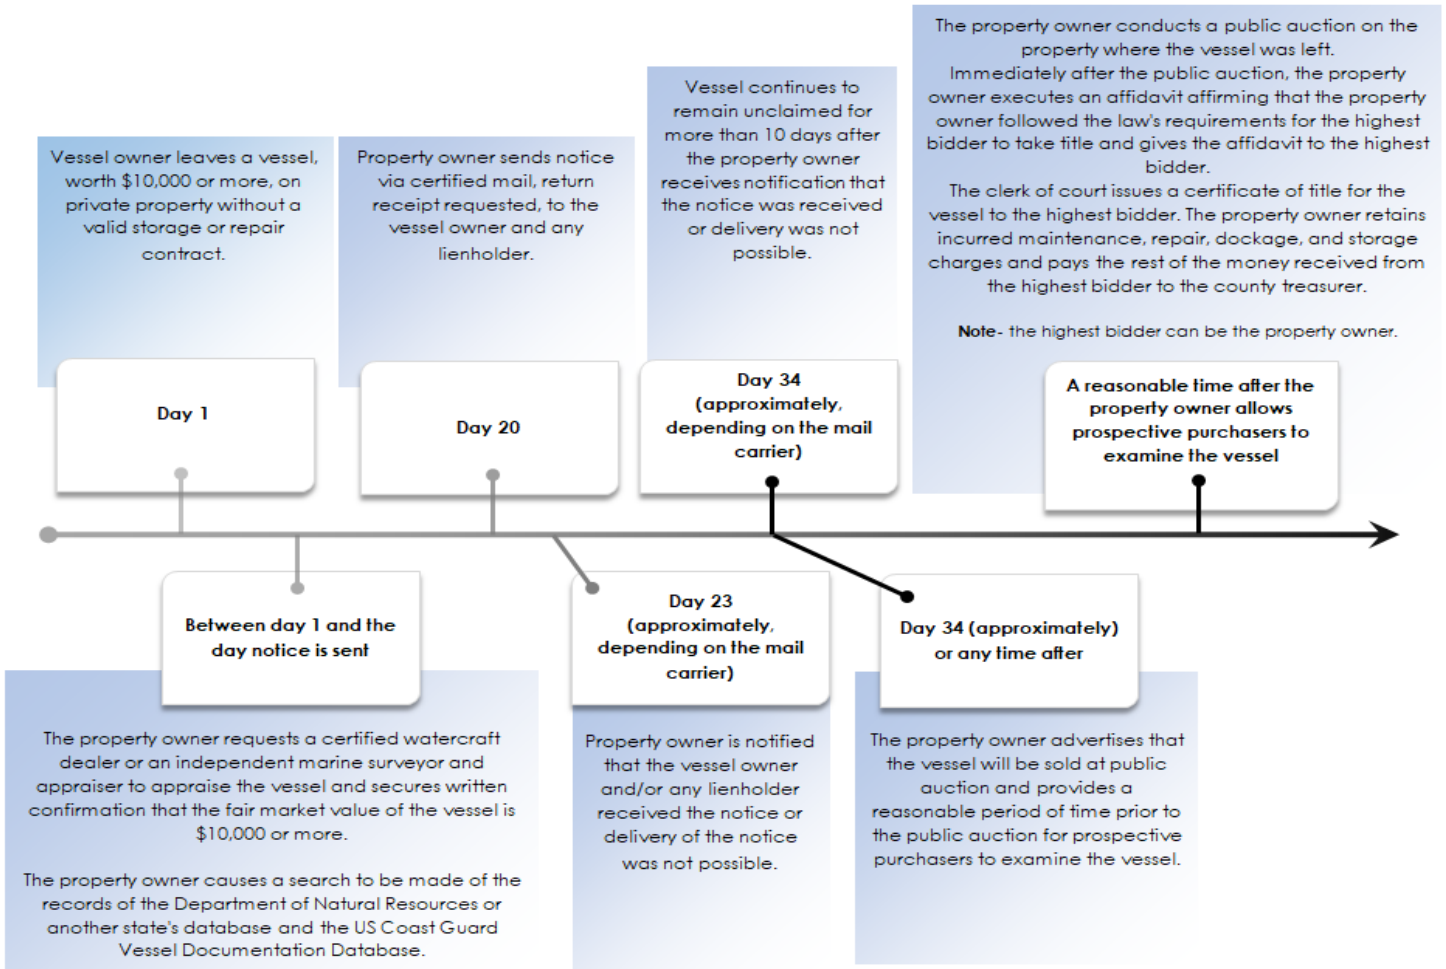 Vessel owner leaves a vessel,
worth $10,000 or more, on
private property without a
valid storage or repair
contract.
Day 1
Between day 1 and the
day notice is sent
The property owner requests a certified watercraft
dealer or an independent marine surveyor and
appraiser to appraise the vessel and secures written
confirmation that the fair market value of the vessel is
$10,000 or more.
The property owner causes a search to be made of the
records of the Department of Natural Resources or
another state's database and the US Coast Guard
Vessel Documentation Database.
Property owner sends notice
via certified mail, return
receipt requested, to the
vessel owner and any
lienholder.
Day 20
Day 23
(approximately,
depending on the mail
carrier)
Property owner is notified
that the vessel owner
and/or any lienholder
received the notice or
delivery of the notice
was not possible.
Vessel continues to
remain unclaimed for
more than 10 days after
the property owner
receives notification that
the notice was received
or delivery was not
possible.
Day 34
(approximately,
depending on the mail
carrier)
Day 34 (approximately)
or any time after
The property owner advertises that
the vessel will be sold at public
auction and provides a
reasonable period of time prior to
the public auction for prospective
purchasers to examine the vessel.
The property owner conducts a public auction on the
property where the vessel was left.
Immediately after the public auction, the property
owner executes an affidavit affirming that the property
owner followed the law's requirements for the highest
bidder to take title and gives the affidavit to the highest
bidder.
The clerk of court issues a certificate of title for the
vessel to the highest bidder. The property owner retains
incurred maintenance, repair, dockage, and storage
charges and pays the rest of the money received from
the highest bidder to the county treasurer.
Note- the highest bidder can be the property owner.
A reasonable time after the
property owner allows
prospective purchasers to
examine the vessel